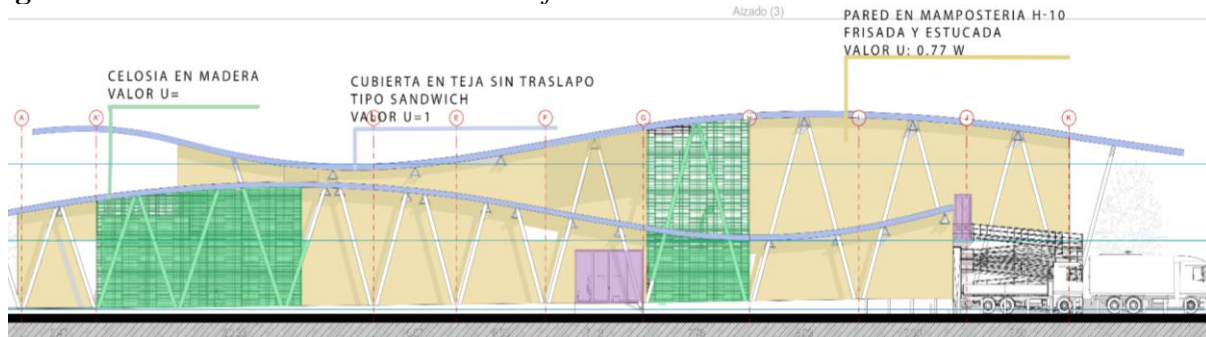 Alzado (3)
PARED EN MAMPOSTERIA H-10
FRISADA Y ESTUCADA
VALOR U: 0.77 W
CELOSIA EN MADERA
VALOR U=
CUBIERTA EN TEJA SIN TRASLAPO
TIPO SANDWICH
VALOR U=1
A
A'
E
F
G
H
I
J
K